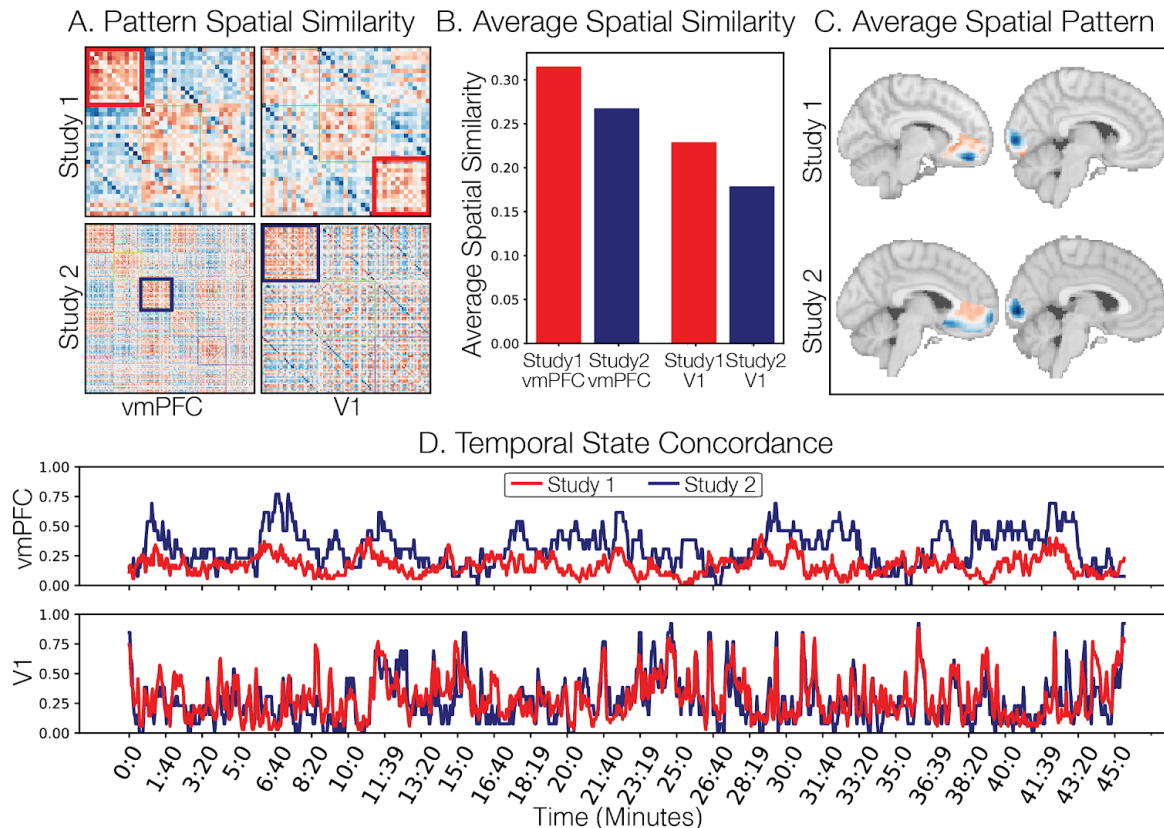 A. Pattern Spatial Similarity
B. Average Spatial Similarity
C. Average Spatial Pattern
Study 1
Study 2
vmPFC
V1
Average Spatial Similarity
0.30
0.25
0.20
0.15
0.10
0.05
0.00
Study1
vmPFC
Study2
vmPFC
Study1
V1
Study2
V1
Study 1
Study 2
D. Temporal State Concordance
Study 1
Study 2
vmPFC
1.00
0.75
0.50
0.25
0.00
V1
1.00
0.75
0.50
0.25
0.00
0:0
1:40
3:20
5:0
6:40
8:20
10:0
11:39
13:20
15:0
16:40
18:19
20:0
21:40
23:19
25:0
26:40
28:19
30:0
31:40
33:20
35:0
36:39
38:20
40:0
41:39
43:20
45:0
Time (Minutes)